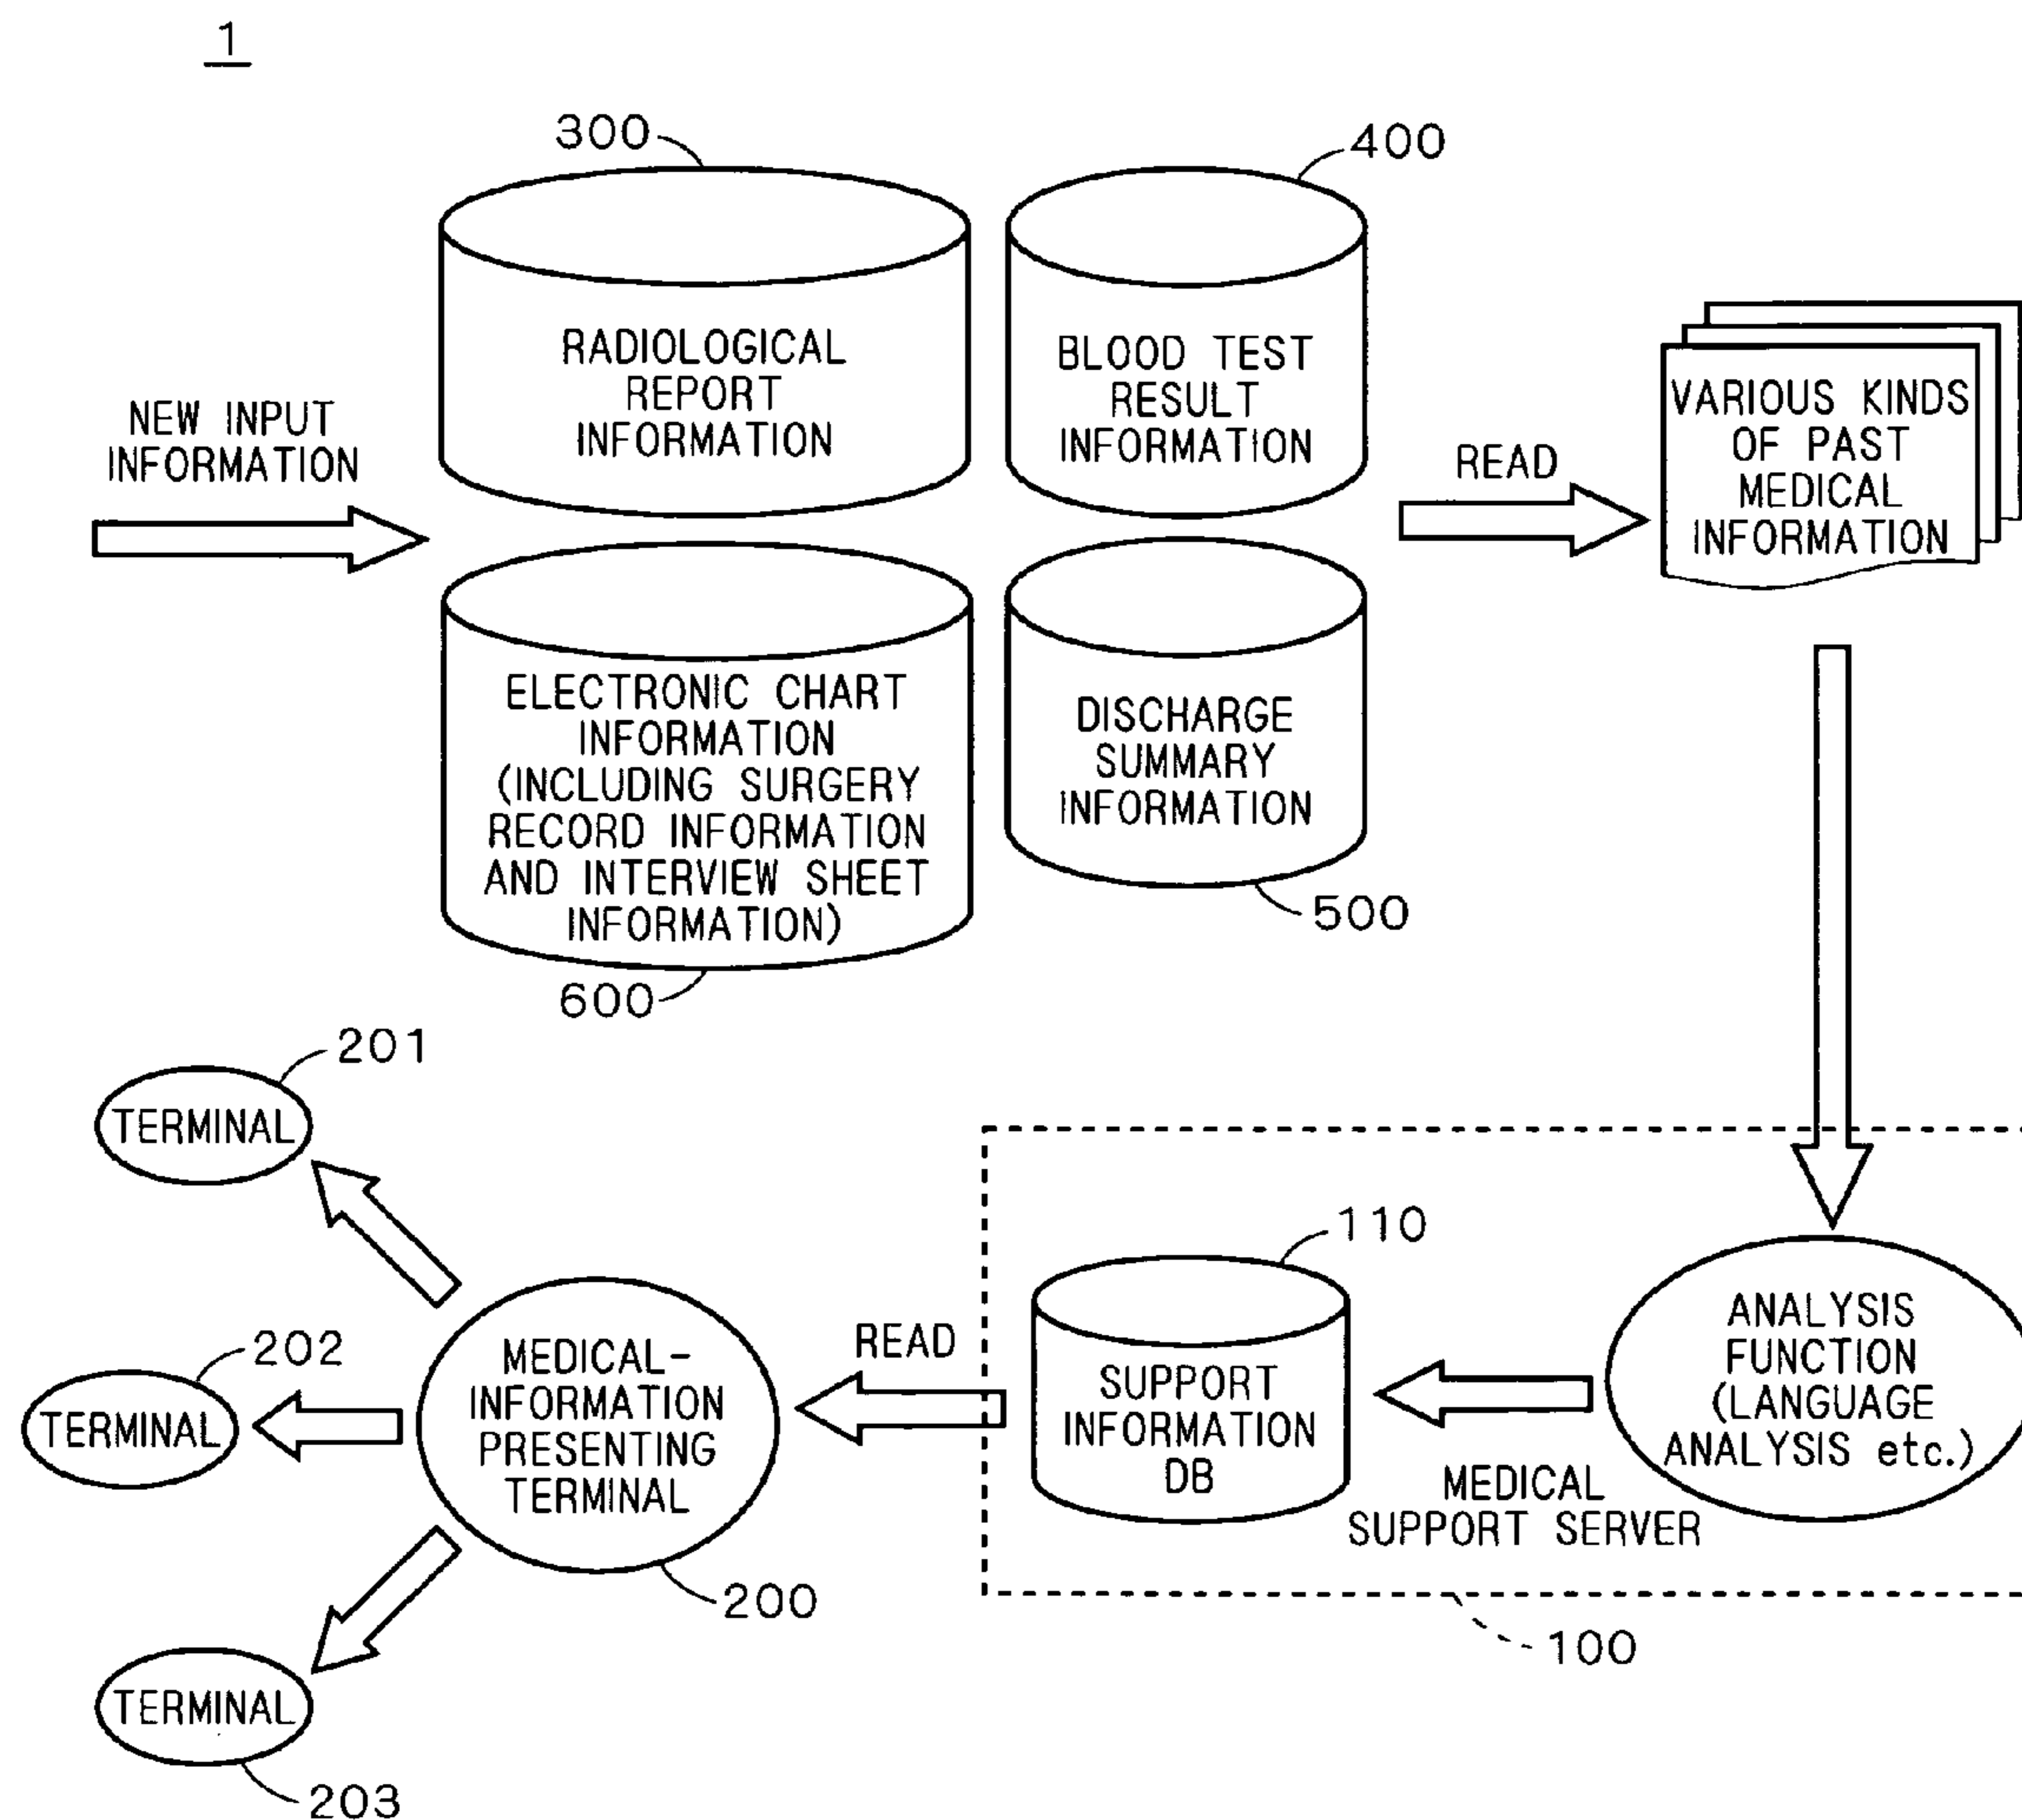 1
300
400
RADIOLOGICAL
REPORT
INFORMATION
BLOOD TEST
RESULT
INFORMATION
NEW INPUT
INFORMATION
READ
VARIOUS KINDS
OF PAST
MEDICAL
INFORMATION
ELECTRONIC CHART
INFORMATION
(INCLUDING SURGERY
RECORD INFORMATION
AND INTERVIEW SHEET
INFORMATION)
600
DISCHARGE
SUMMARY
INFORMATION
500
201
TERMINAL
202
TERMINAL
203
TERMINAL
MEDICAL-
INFORMATION
PRESENTING
TERMINAL
200
READ
110
SUPPORT
INFORMATION
DB
ANALYSIS
FUNCTION
(LANGUAGE
ANALYSIS etc.)
MEDICAL
SUPPORT SERVER
100